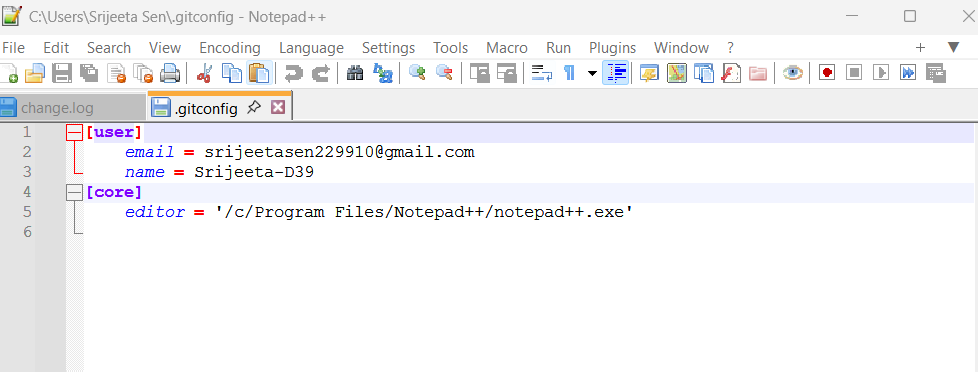 C:\Users\Srijeeta Sen\.gitconfig - Notepad++
File Edit Search View Encoding Language Settings Tools Macro Run Plugins Window ?
change.log .gitconfig
1 [user]
2 email = srijeetasen229910@gmail.com
3 name = Srijeeta-D39
4 [core]
5 editor = '/c/Program Files/Notepad++/notepad++.exe'
6